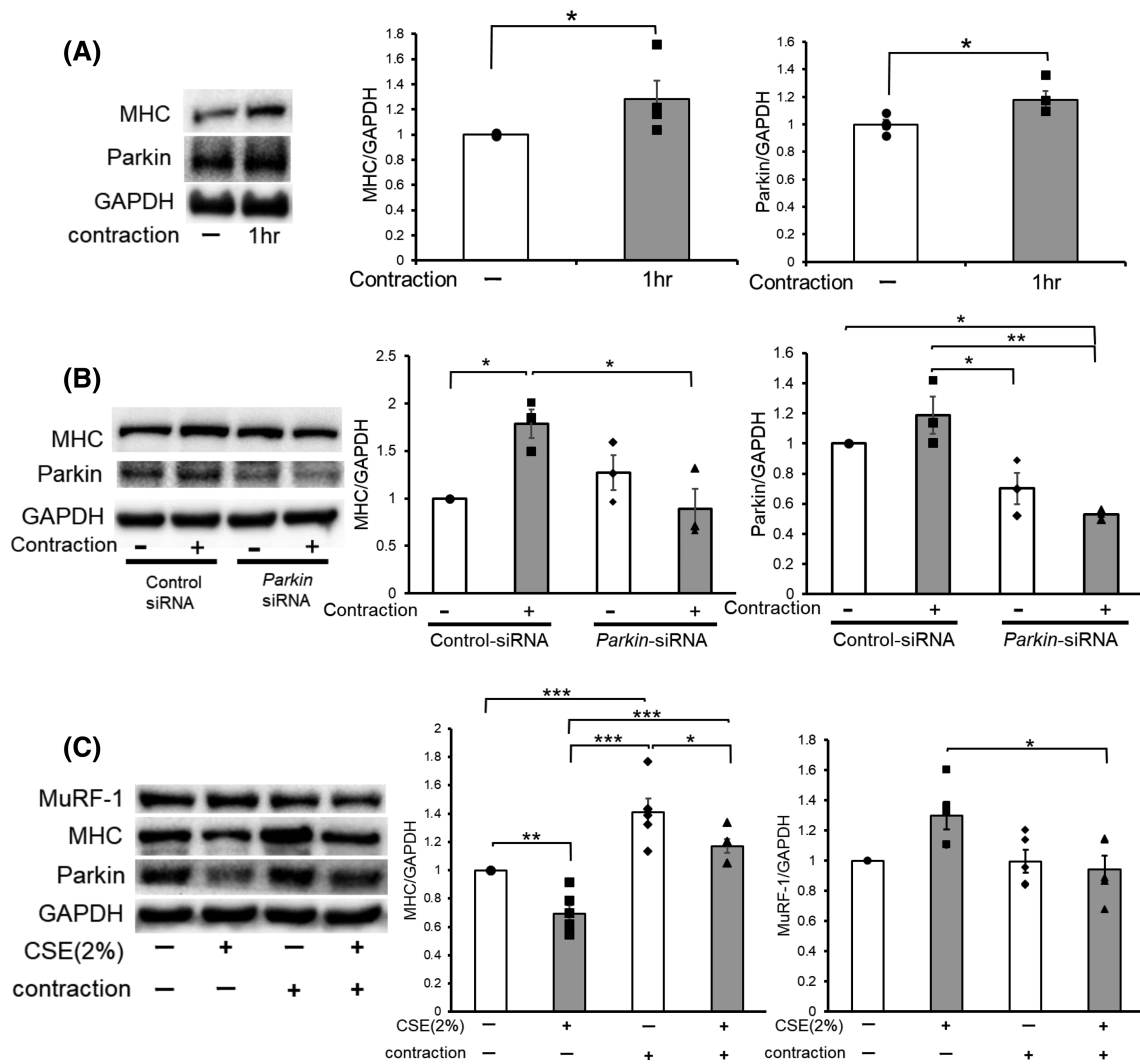 (A)
MHC
Parkin
GAPDH
contraction — 1hr
*
1.8
1.6
1.4
1.2
1
0.8
0.6
0.4
0.2
0
MHC/GAPDH
Contraction — 1hr
*
1.6
1.4
1.2
1
0.8
0.6
0.4
0.2
0
Parkin/GAPDH
Contraction — 1hr
(B)
MHC
Parkin
GAPDH
Contraction – + – +
Control siRNA
Parkin siRNA
* *
2.5
2
1.5
1
0.5
0
MHC/GAPDH
Contraction – + – +
Control-siRNA Parkin-siRNA
*
**
*
1.6
1.4
1.2
1
0.8
0.6
0.4
0.2
0
Parkin/GAPDH
Contraction – + – +
Control-siRNA Parkin-siRNA
(C)
MuRF-1
MHC
Parkin
GAPDH
CSE(2%) — + — +
contraction — — + +
***
***
*** *
**
2
1.8
1.6
1.4
1.2
1
0.8
0.6
0.4
0.2
0
MHC/GAPDH
CSE(2%) — + — +
contraction — — + +
*
1.8
1.6
1.4
1.2
1
0.8
0.6
0.4
0.2
0
MuRF-1/GAPDH
CSE(2%) — + — +
contraction — — + +